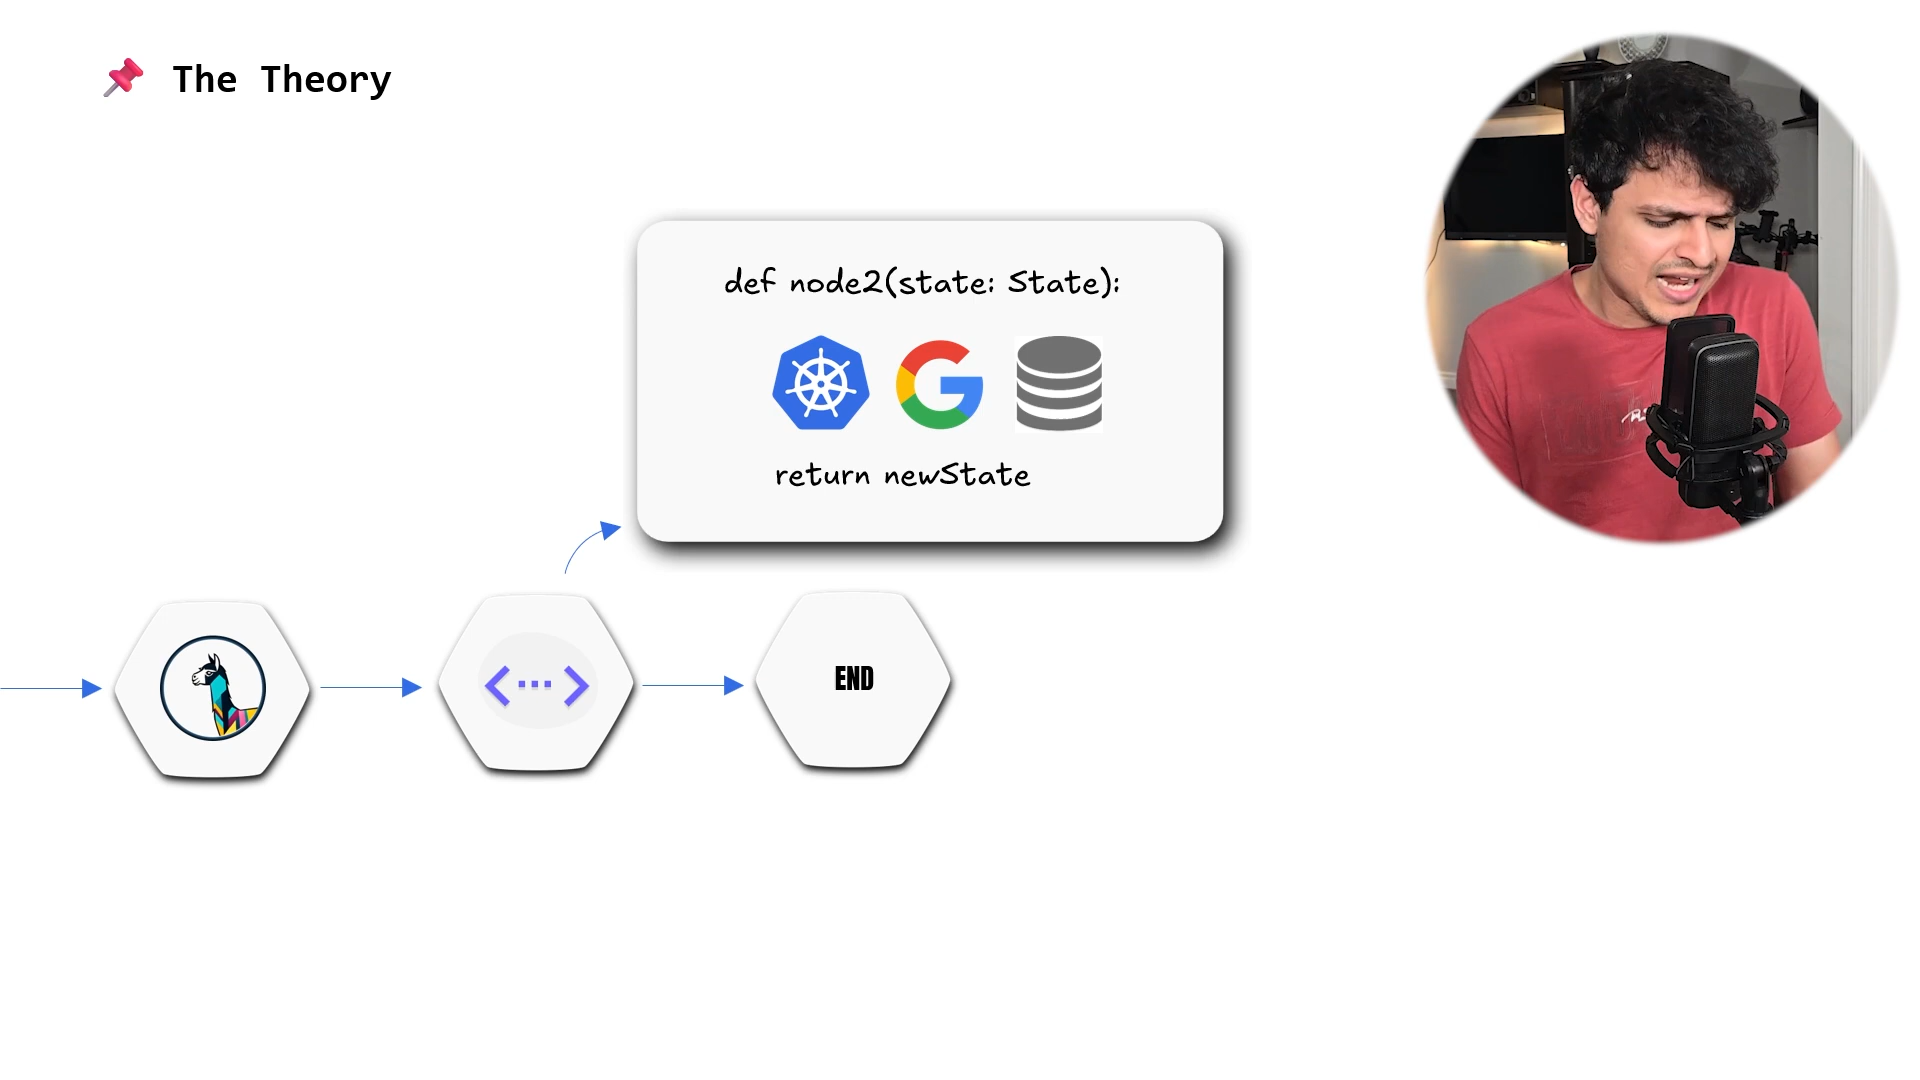 The Theory
def node2(state: State):
return newState
END